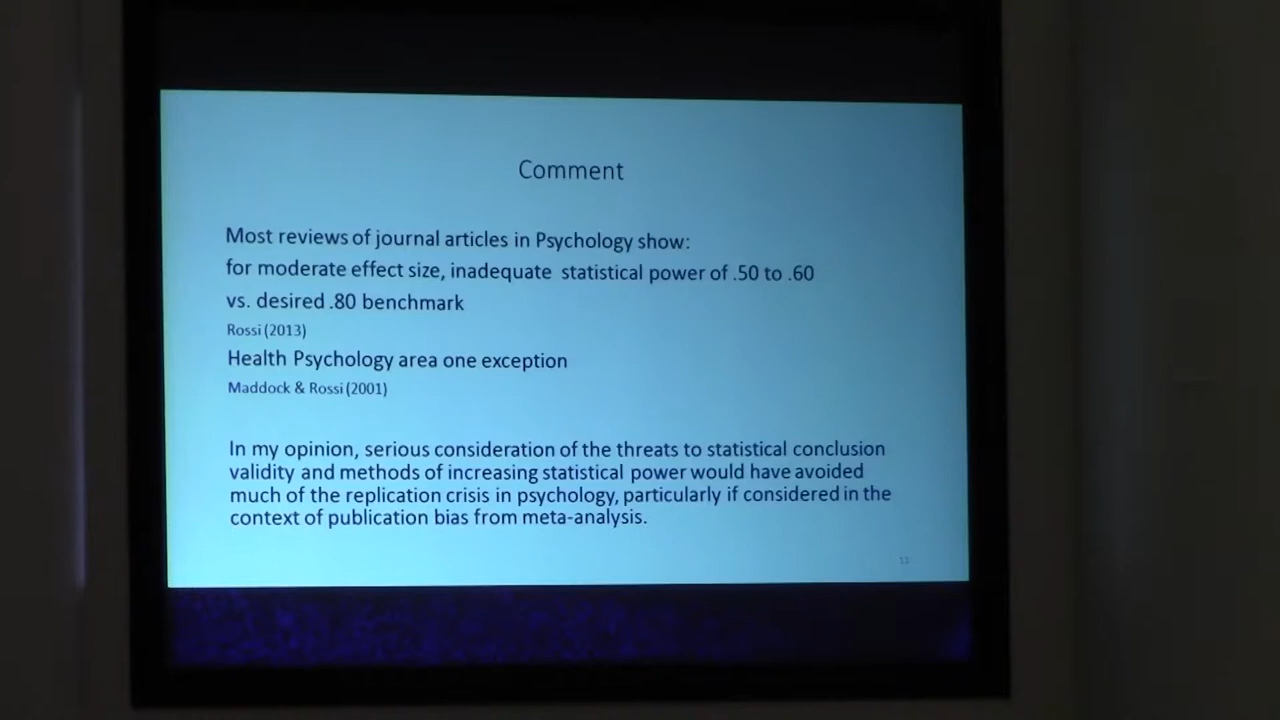 Comment
Most reviews of journal articles in Psychology show:
for moderate effect size, inadequate statistical power of .50 to .60
vs. desired .80 benchmark
Rossi (2013)
Health Psychology area one exception
Maddock & Rossi (2001)
In my opinion, serious consideration of the threats to statistical conclusion
validity and methods of increasing statistical power would have avoided
much of the replication crisis in psychology, particularly if considered in the
context of publication bias from meta-analysis.